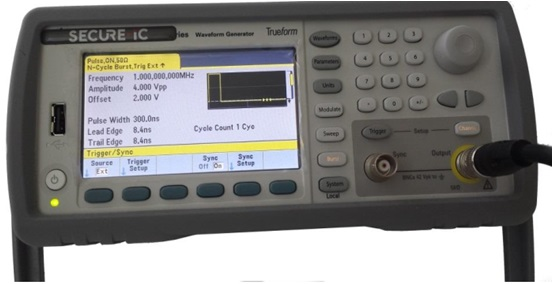 SECURE-IC ries Waveform Generator Trueform
Pulse,ON,50Ω
N-Cycle Burst,Trig Ext ↑
Frequency 1.000,000,000MHz
Amplitude 4.000 Vpp
Offset 2.000 V
Pulse Width 300.0ns
Lead Edge 8.4ns
Trail Edge 8.4ns
Cycle Count 1 Cyc
Trigger/Sync
Source
Ext
Trigger
Setup
Sync
Off On
Sync
Setup
Waveforms
Parameters
Units
Modulate
Sweep
Burst
System
Local
1 2 3
4 5 6
7 8 9
. 0 +/-
Trigger Setup Channel
Sync Output